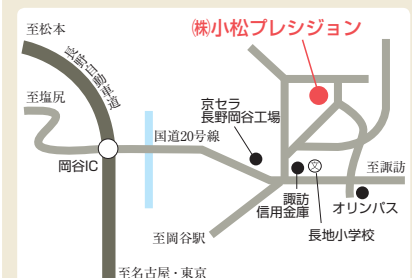 ㈱小松プレシジョン
至松本
長野自動車道
至塩尻
京セラ
長野岡谷工場
国道20号線
岡谷IC
文
至諏訪
諏訪
信用金庫
オリンパス
長地小学校
至岡谷駅
至名古屋・東京